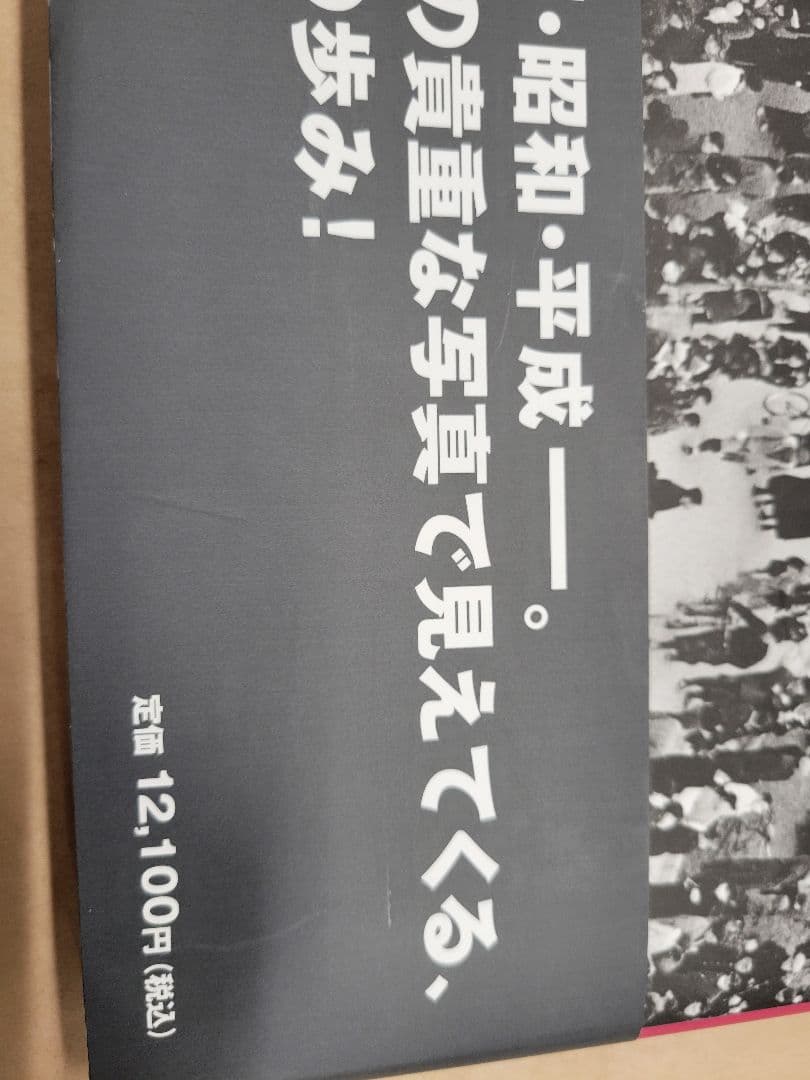 ・昭和・平成――。
の貴重な写真で見えてくる、
の歩み！
定価 12,100円（税込）